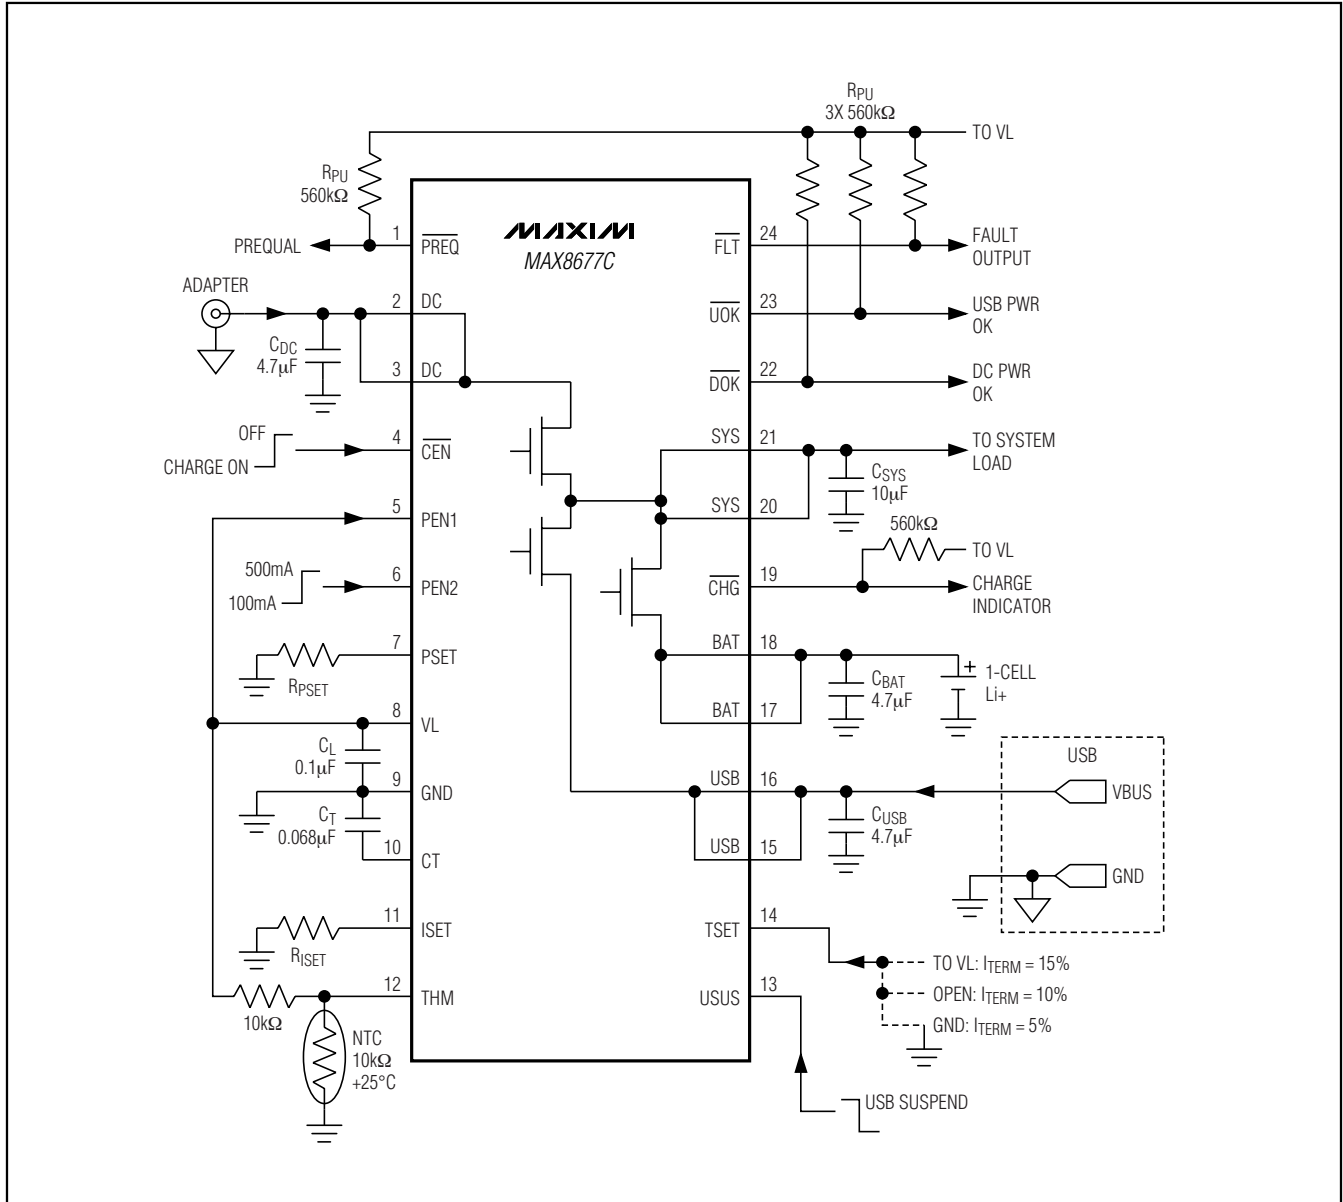 RPU
3X 560kΩ
TO VL
RPU
560kΩ
MAXIM
MAX8677C
PREQUAL
1
PREQ
ADAPTER
2
DC
CDC
4.7µF
3
DC
OFF
CHARGE ON
4
CEN
5
PEN1
500mA
100mA
6
PEN2
7
PSET
RPSET
8
VL
CL
0.1µF
9
GND
CT
0.068µF
10
CT
11
ISET
RISET
12
THM
10kΩ
NTC
10kΩ
+25°C
24
FLT
FAULT
OUTPUT
23
UOK
USB PWR
OK
22
DOK
DC PWR
OK
SYS
21
TO SYSTEM
LOAD
CSYS
10µF
SYS
20
560kΩ
TO VL
19
CHG
CHARGE
INDICATOR
BAT
18
CBAT
4.7µF
+
1-CELL
Li+
BAT
17
USB
16
CUSB
4.7µF
USB
15
USB
VBUS
GND
14
TSET
TO VL: ITERM = 15%
OPEN: ITERM = 10%
GND: ITERM = 5%
13
USUS
USB SUSPEND